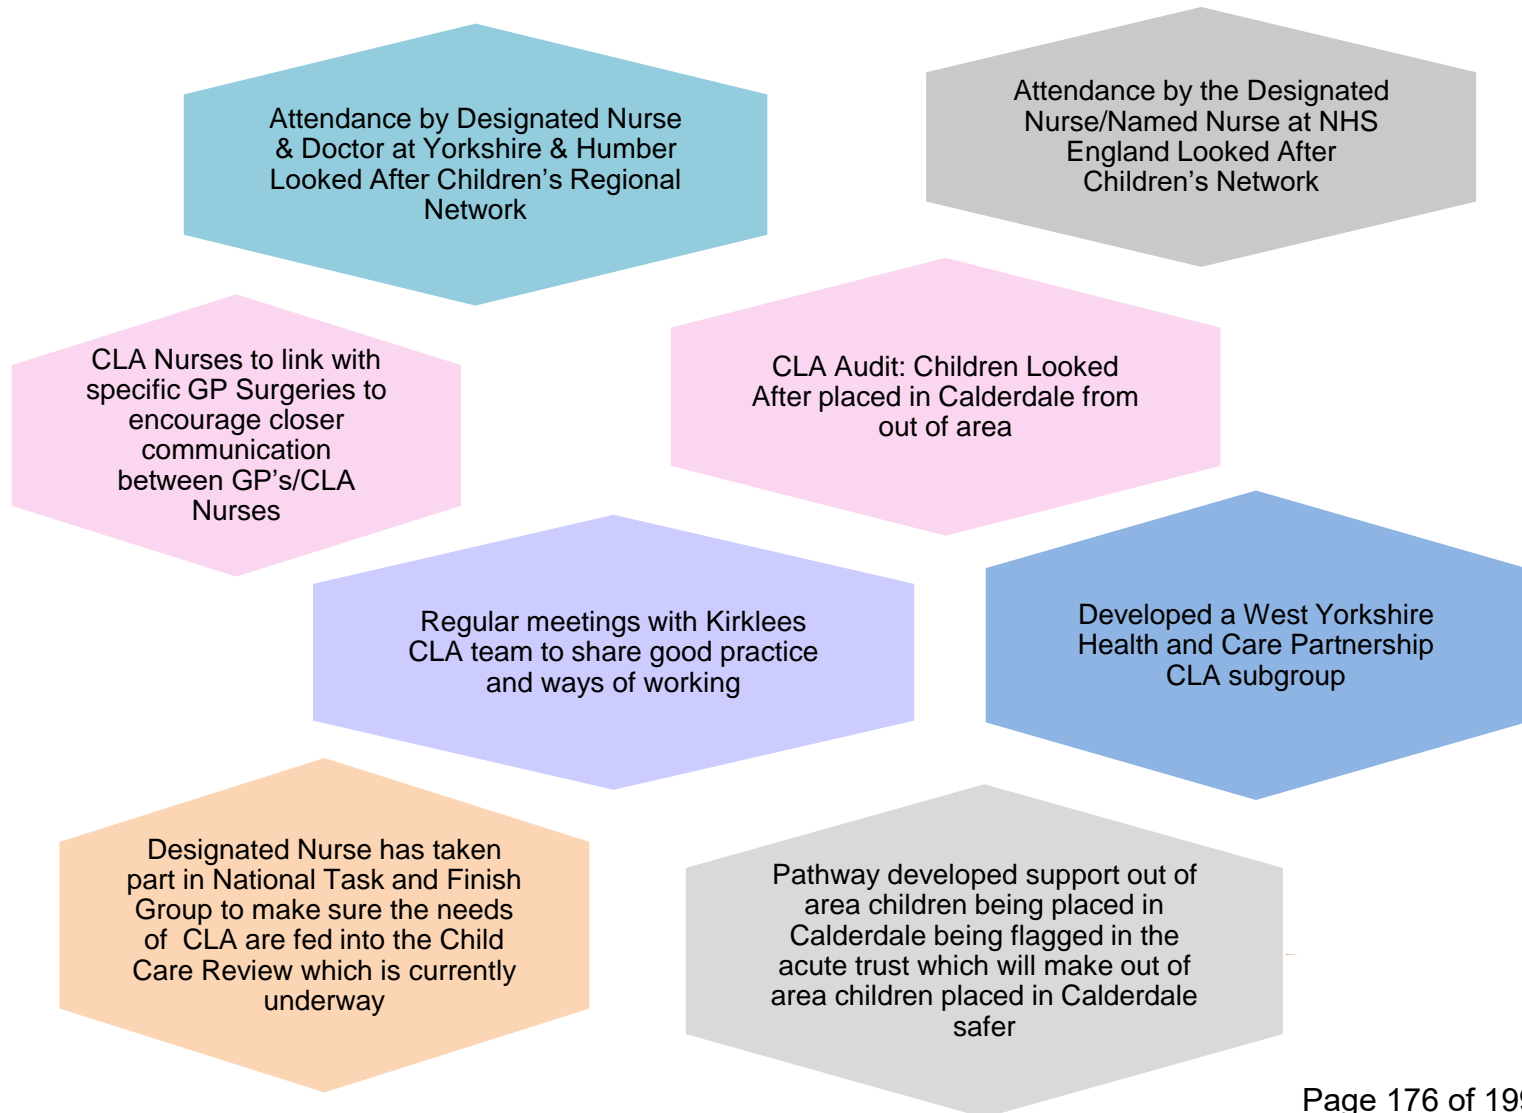 Attendance by Designated Nurse
& Doctor at Yorkshire & Humber
Looked After Children’s Regional
Network
Attendance by the Designated
Nurse/Named Nurse at NHS
England Looked After
Children’s Network
CLA Nurses to link with
specific GP Surgeries to
encourage closer
communication
between GP’s/CLA
Nurses
CLA Audit: Children Looked
After placed in Calderdale from
out of area
Regular meetings with Kirklees
CLA team to share good practice
and ways of working
Developed a West Yorkshire
Health and Care Partnership
CLA subgroup
Designated Nurse has taken
part in National Task and Finish
Group to make sure the needs
of CLA are fed into the Child
Care Review which is currently
underway
Pathway developed support out of
area children being placed in
Calderdale being flagged in the
acute trust which will make out of
area children placed in Calderdale
safer
Page 176 of 199